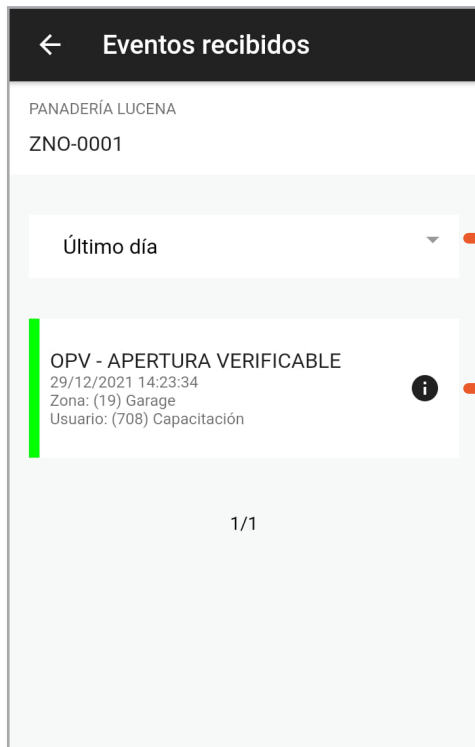 Eventos recibidos
PANADERÍA LUCENA
ZNO-0001
Último día
OPV - APERTURA VERIFICABLE
29/12/2021 14:23:34
Zona: (19) Garage
Usuario: (708) Capacitación
1/1